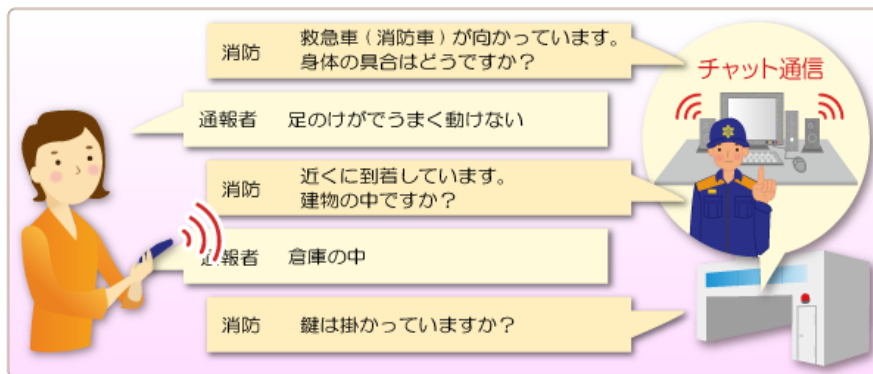 消防 救急車(消防車)が向かっています。
身体の具合はどうですか?
チャット通信
通報者 足のけがでうまく動けない
消防 近くに到着しています。
建物の中ですか?
通報者 倉庫の中
消防 鍵は掛かっていますか?